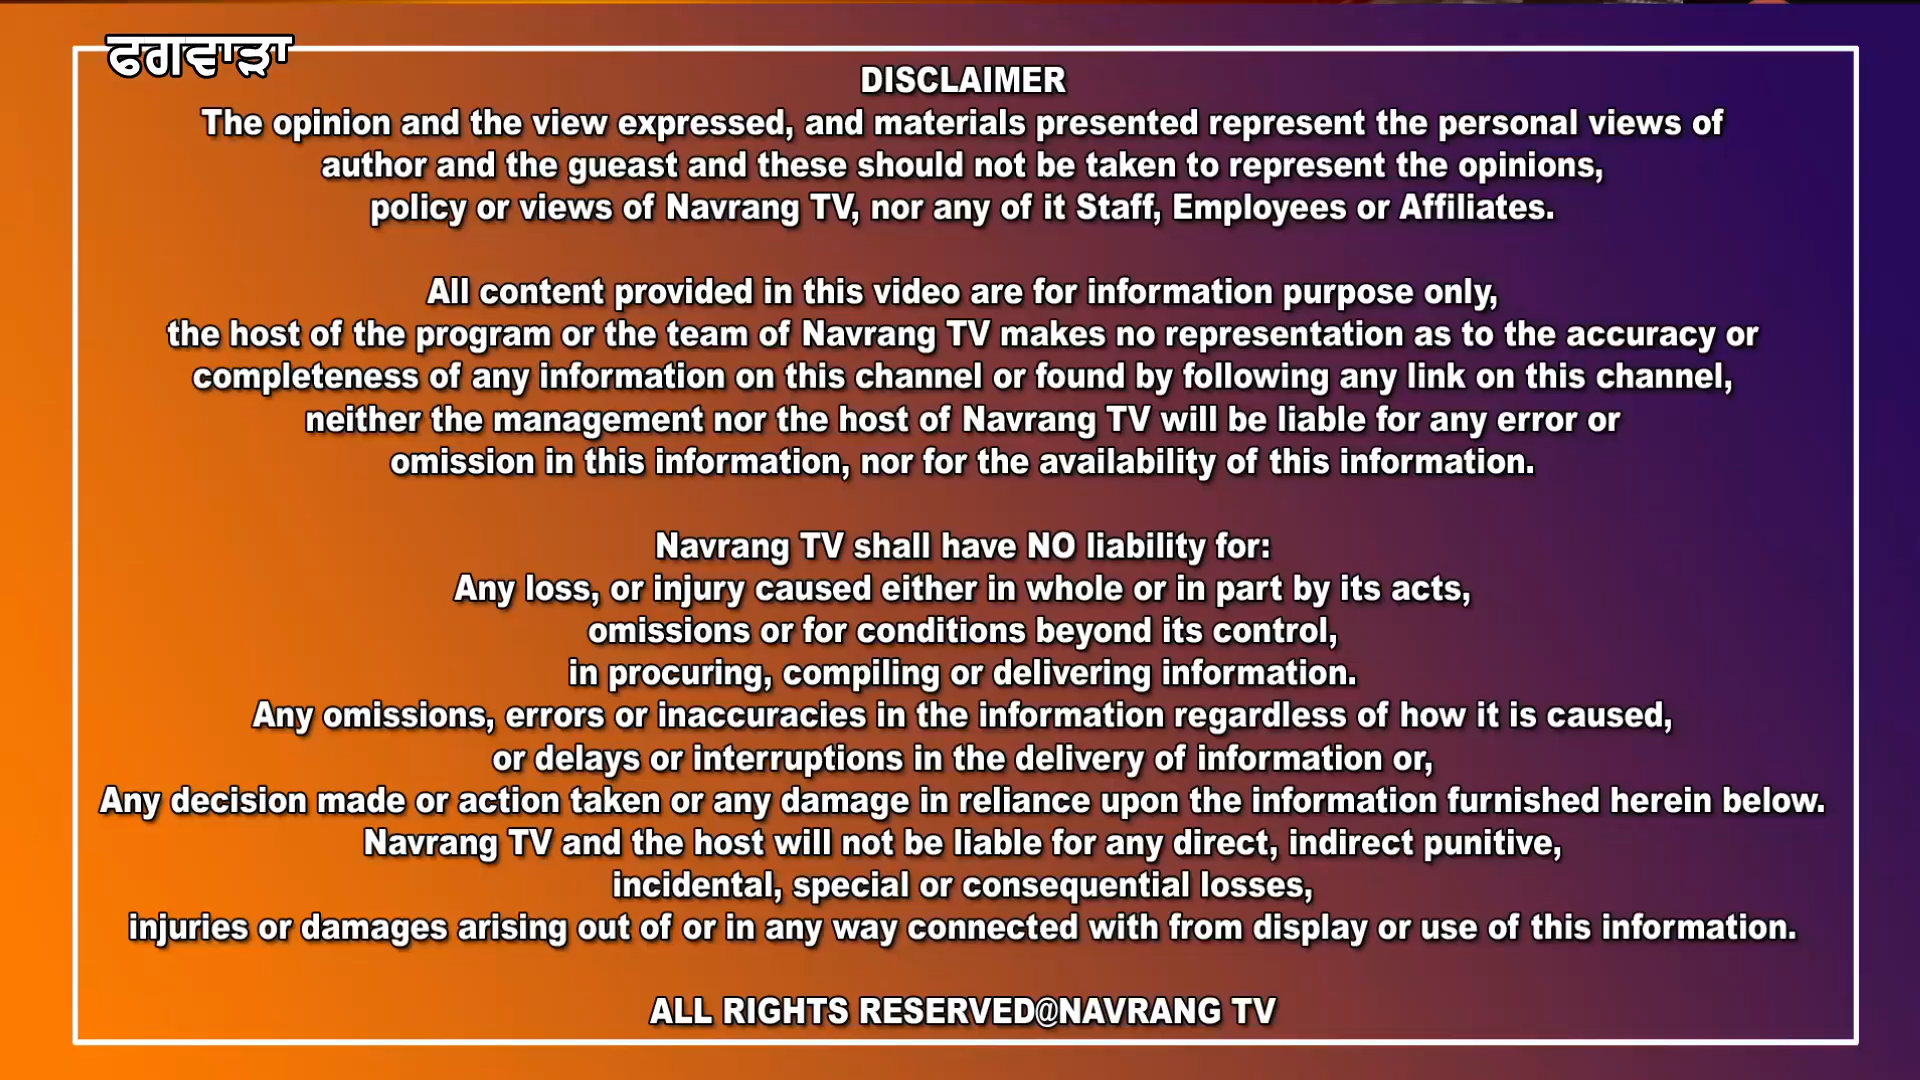 ਫਗਵਾੜਾ
DISCLAIMER
The opinion and the view expressed, and materials presented represent the personal views of
author and the gueast and these should not be taken to represent the opinions,
policy or views of Navrang TV, nor any of it Staff, Employees or Affiliates.
All content provided in this video are for information purpose only,
the host of the program or the team of Navrang TV makes no representation as to the accuracy or
completeness of any information on this channel or found by following any link on this channel,
neither the management nor the host of Navrang TV will be liable for any error or
omission in this information, nor for the availability of this information.
Navrang TV shall have NO liability for:
Any loss, or injury caused either in whole or in part by its acts,
omissions or for conditions beyond its control,
in procuring, compiling or delivering information.
Any omissions, errors or inaccuracies in the information regardless of how it is caused,
or delays or interruptions in the delivery of information or,
Any decision made or action taken or any damage in reliance upon the information furnished herein below.
Navrang TV and the host will not be liable for any direct, indirect punitive,
incidental, special or consequential losses,
injuries or damages arising out of or in any way connected with from display or use of this information.
ALL RIGHTS RESERVED@NAVRANG TV